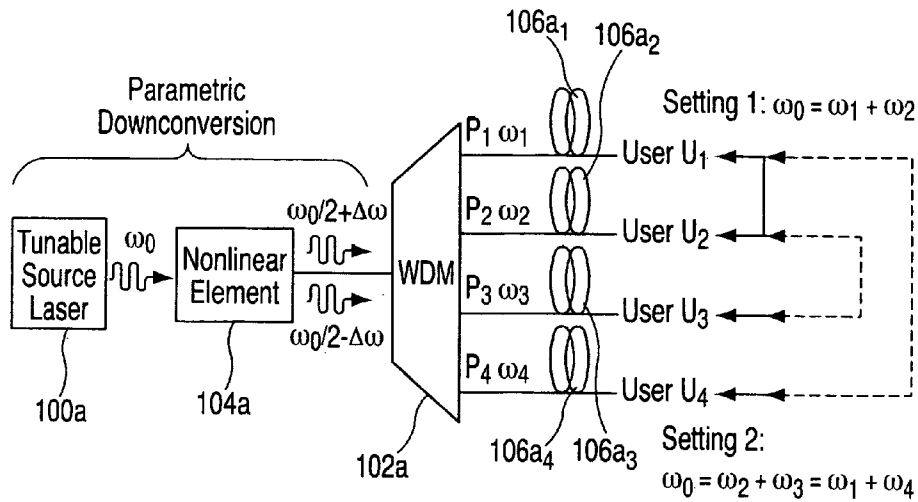 Parametric
Downconversion
Tunable
Source
Laser
100a
ω₀
Nonlinear
Element
104a
ω₀/2+Δω
ω₀/2-Δω
WDM
102a
P₁ ω₁
P₂ ω₂
P₃ ω₃
P₄ ω₄
106a₁
106a₂
106a₄
106a₃
User U₁
User U₂
User U₃
User U₄
Setting 1: ω₀ = ω₁ + ω₂
Setting 2:
ω₀ = ω₂ + ω₃ = ω₁ + ω₄